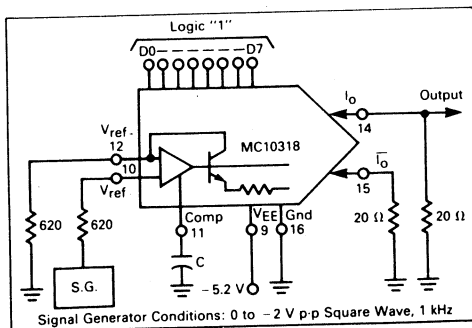 Logic "1"
D0 – – – – – – D7
Io
Output
14
Vref-
12
MC10318
10
Vref
Io
15
Comp
VEE
Gnd
11
9
16
620
620
20 Ω
20 Ω
C
S.G.
– 5.2 V
Signal Generator Conditions: 0 to – 2 V p-p Square Wave, 1 kHz